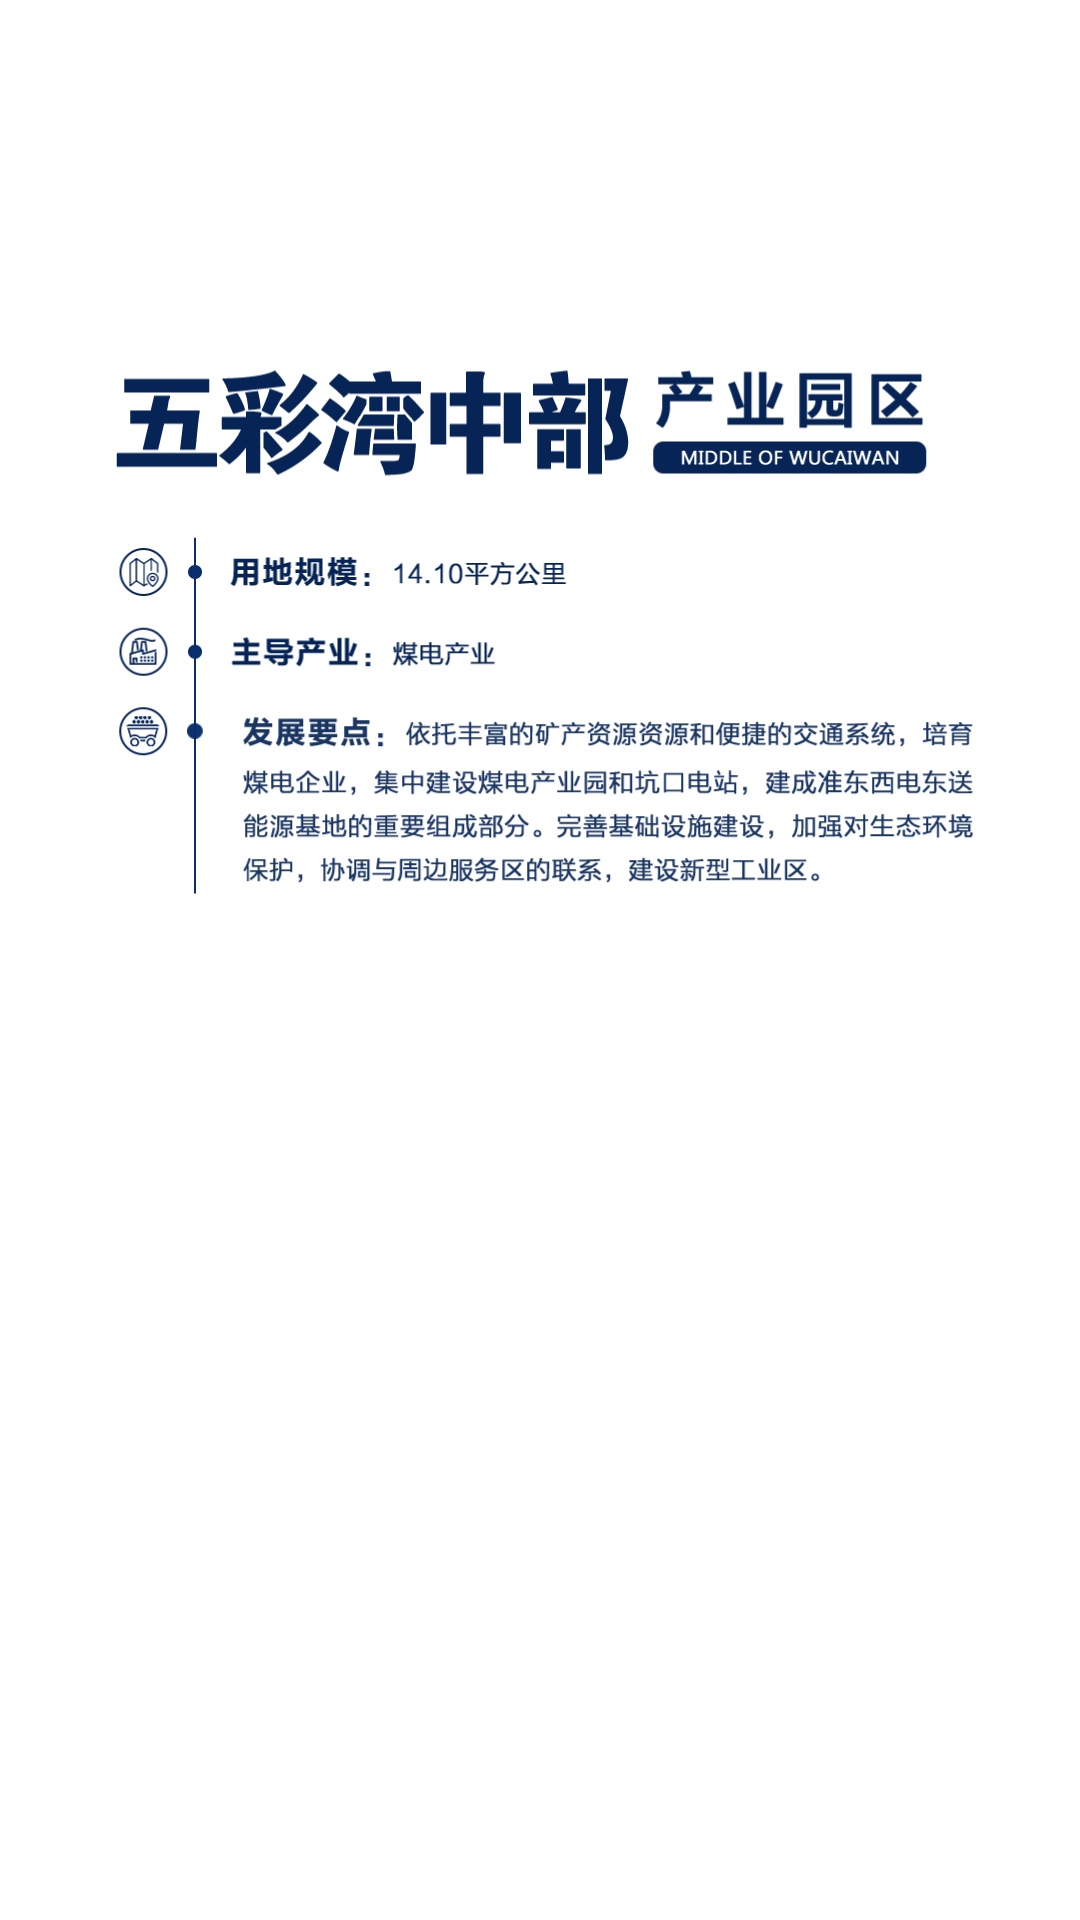 五彩湾中部 产业园区
MIDDLE OF WUCAIWAN
用地规模：14.10平方公里
主导产业：煤电产业
发展要点：依托丰富的矿产资源资源和便捷的交通系统，培育
煤电企业，集中建设煤电产业园和坑口电站，建成准东西电东送
能源基地的重要组成部分。完善基础设施建设，加强对生态环境
保护，协调与周边服务区的联系，建设新型工业区。